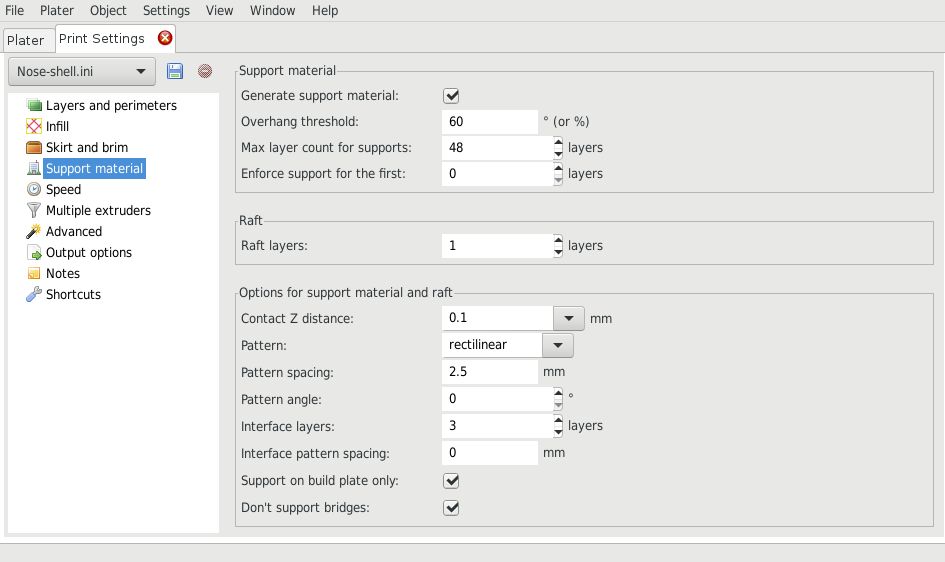 File Plater Object Settings View Window Help
Plater Print Settings
Nose-shell.ini
Layers and perimeters
Infill
Skirt and brim
Support material
Speed
Multiple extruders
Advanced
Output options
Notes
Shortcuts
Support material
Generate support material:
Overhang threshold: 60 ° (or %)
Max layer count for supports: 48 layers
Enforce support for the first: 0 layers
Raft
Raft layers: 1 layers
Options for support material and raft
Contact Z distance: 0.1 mm
Pattern: rectilinear
Pattern spacing: 2.5 mm
Pattern angle: 0 °
Interface layers: 3 layers
Interface pattern spacing: 0 mm
Support on build plate only:
Don't support bridges: